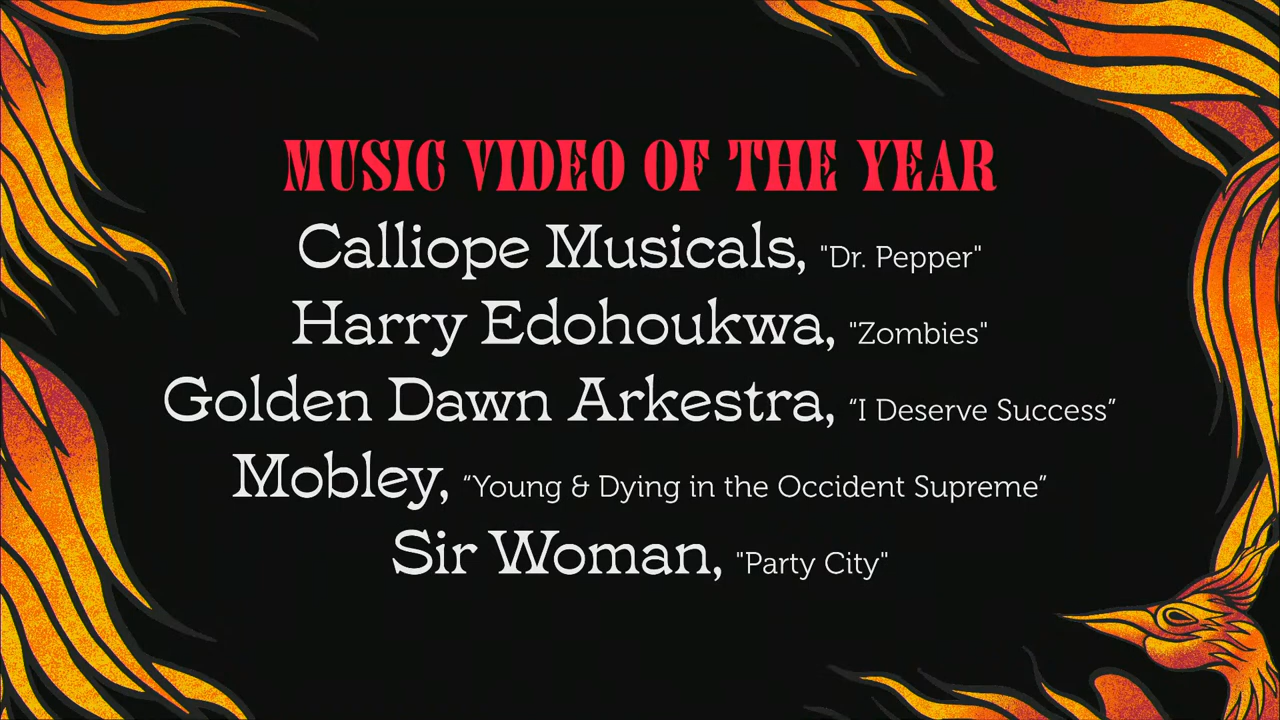 MUSIC VIDEO OF THE YEAR
Calliope Musicals, "Dr. Pepper"
Harry Edohoukwa, "Zombies"
Golden Dawn Arkestra, “I Deserve Success”
Mobley, “Young & Dying in the Occident Supreme”
Sir Woman, "Party City"